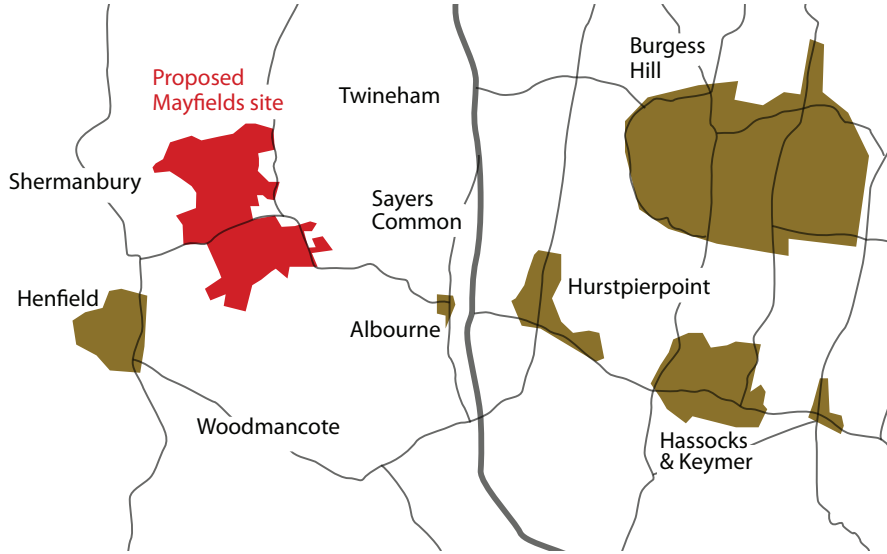 Burgess
Hill
Proposed
Mayfields site
Twineham
Shermanbury
Sayers
Common
Henfield
Hurstpierpoint
Albourne
Woodmancote
Hassocks
& Keymer